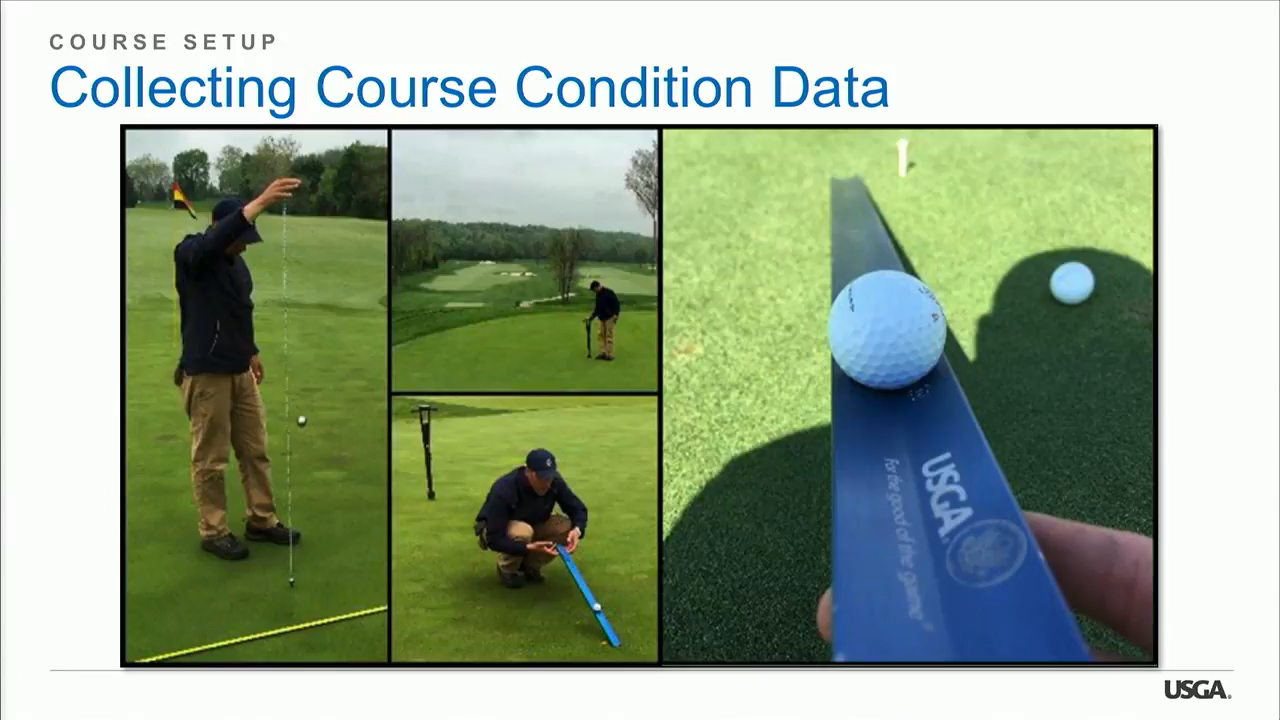 COURSE SETUP
Collecting Course Condition Data
USGA
For the good of the game®
USGA.